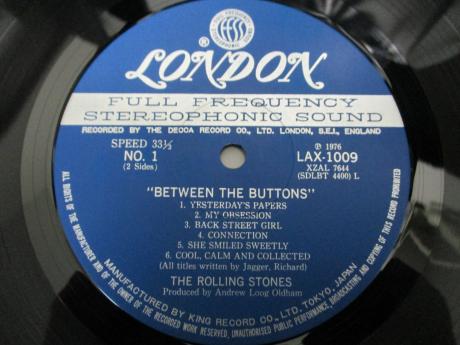 FULL FREQUENCY STEREOPHONIC
ffss
®
LONDON
FULL FREQUENCY
STEREOPHONIC SOUND
RECORDED BY THE DECCA RECORD CO., LTD. LONDON, S.E.I., ENGLAND
SPEED 33⅓
NO. 1
(2 Sides)
Ⓟ 1976
LAX-1009
XZAL 7644
(SDLBT 4400) L
"BETWEEN THE BUTTONS"
1. YESTERDAY'S PAPERS
2. MY OBSESSION
3. BACK STREET GIRL
4. CONNECTION
5. SHE SMILED SWEETLY
6. COOL, CALM AND COLLECTED
(All titles written by Jagger, Richard)
THE ROLLING STONES
Produced by Andrew Loog Oldham
MANUFACTURED BY KING RECORD CO., LTD. TOKYO, JAPAN
ALL RIGHTS OF THE MANUFACTURER AND OF THE OWNER OF THE RECORDED WORK RESERVED, UNAUTHORISED PUBLIC PERFORMANCE, BROADCASTING AND COPYING OF THIS RECORD PROHIBITED